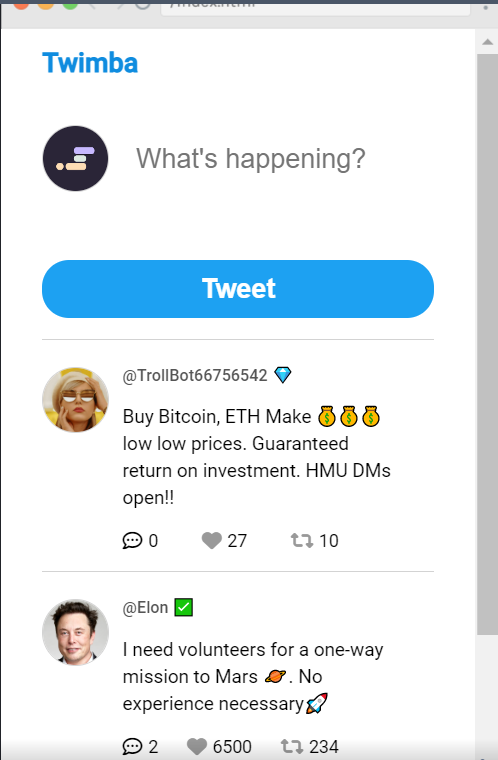 /index.html
Twimba
What's happening?
Tweet
@TrollBot66756542 💎
Buy Bitcoin, ETH Make 💰💰💰
low low prices. Guaranteed
return on investment. HMU DMs
open!!
0 27 10
@Elon ✅
I need volunteers for a one-way
mission to Mars 🪐. No
experience necessary🚀
2 6500 234